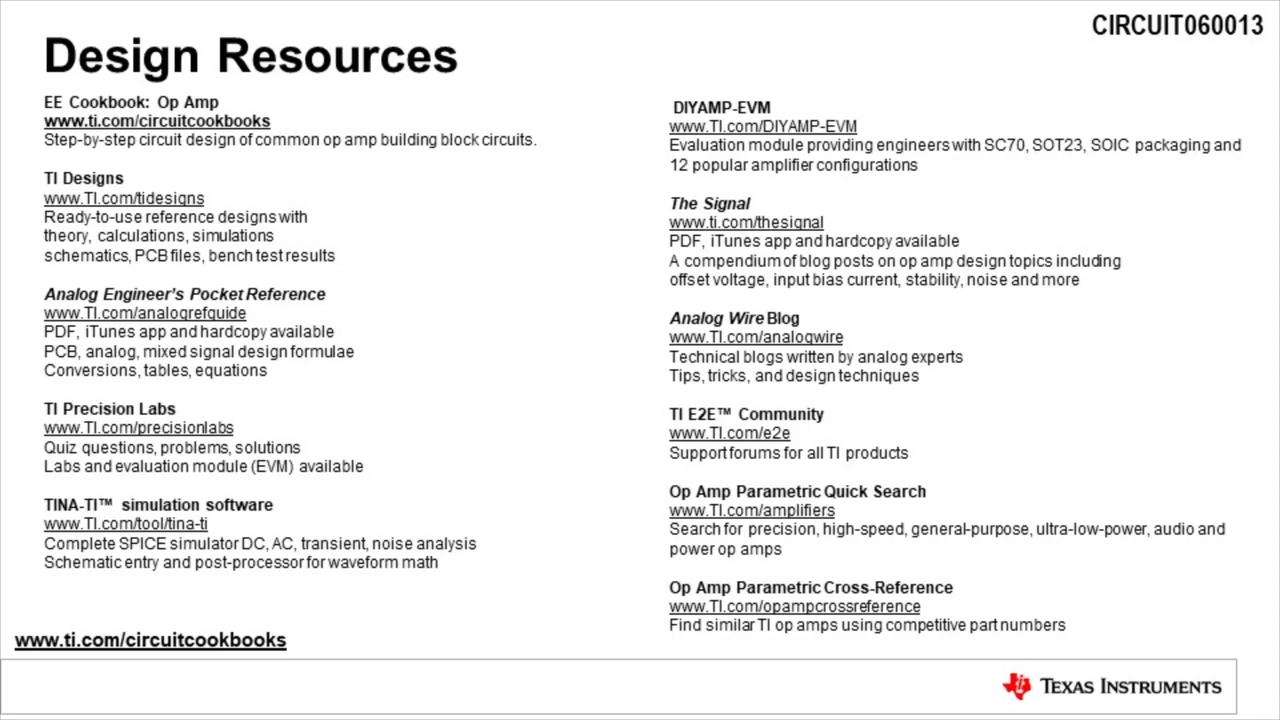 CIRCUIT060013
Design Resources
EE Cookbook: Op Amp
www.ti.com/circuitcookbooks
Step-by-step circuit design of common op amp building block circuits.
TI Designs
www.TI.com/tidesigns
Ready-to-use reference designs with
theory, calculations, simulations
schematics, PCB files, bench test results
Analog Engineer's Pocket Reference
www.TI.com/analogrefguide
PDF, iTunes app and hardcopy available
PCB, analog, mixed signal design formulae
Conversions, tables, equations
TI Precision Labs
www.TI.com/precisionlabs
Quiz questions, problems, solutions
Labs and evaluation module (EVM) available
TINA-TI™ simulation software
www.TI.com/tool/tina-ti
Complete SPICE simulator DC, AC, transient, noise analysis
Schematic entry and post-processor for waveform math
DIYAMP-EVM
www.TI.com/DIYAMP-EVM
Evaluation module providing engineers with SC70, SOT23, SOIC packaging and
12 popular amplifier configurations
The Signal
www.ti.com/thesignal
PDF, iTunes app and hardcopy available
A compendium of blog posts on op amp design topics including
offset voltage, input bias current, stability, noise and more
Analog Wire Blog
www.TI.com/analogwire
Technical blogs written by analog experts
Tips, tricks, and design techniques
TI E2E™ Community
www.TI.com/e2e
Support forums for all TI products
Op Amp Parametric Quick Search
www.TI.com/amplifiers
Search for precision, high-speed, general-purpose, ultra-low-power, audio and
power op amps
Op Amp Parametric Cross-Reference
www.TI.com/opampcrossreference
Find similar TI op amps using competitive part numbers
www.ti.com/circuitcookbooks
TEXAS INSTRUMENTS